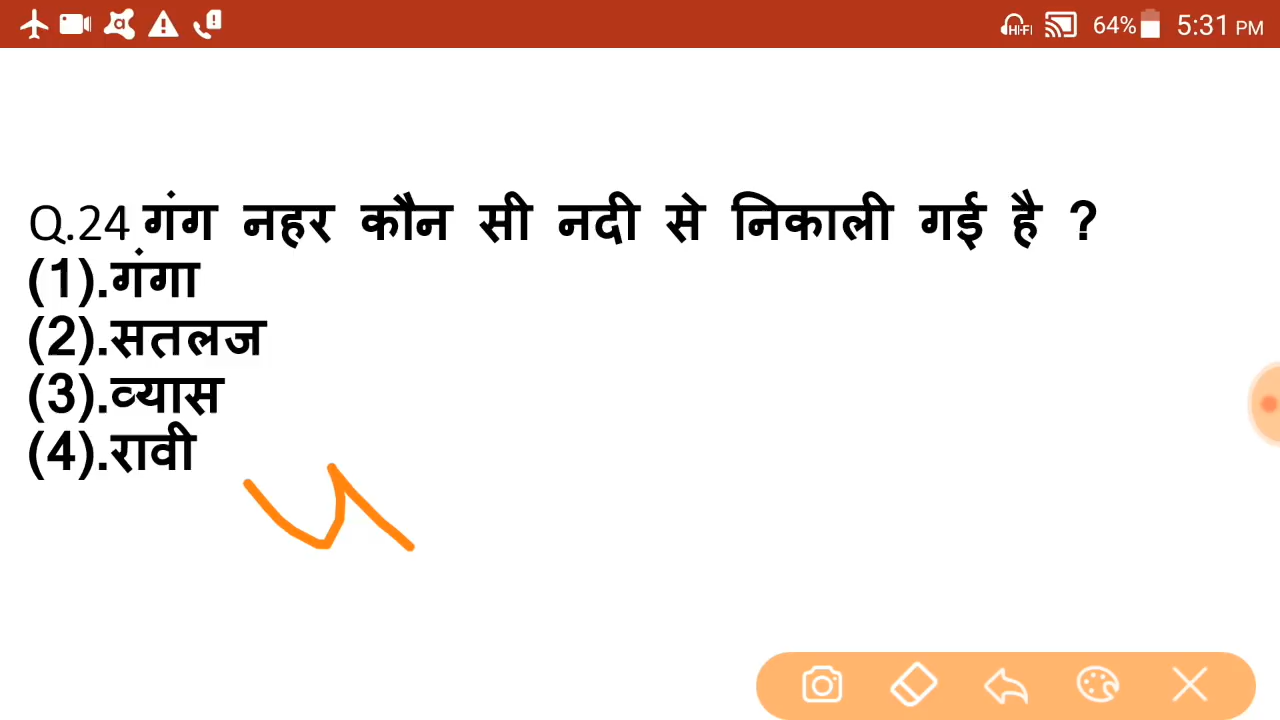 64% 5:31 PM
Q.24 गंग नहर कौन सी नदी से निकाली गई है ?
(1).गंगा
(2).सतलज
(3).व्यास
(4).रावी